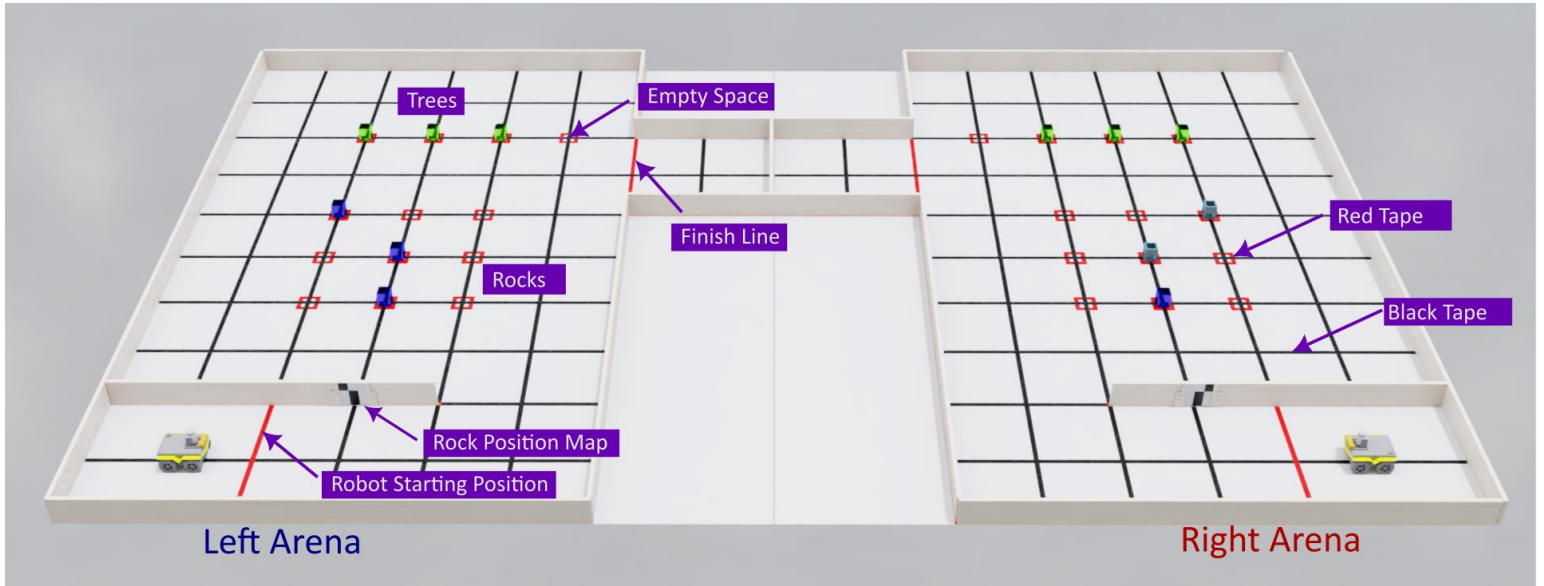 Trees
Empty Space
Finish Line
Red Tape
Rocks
Black Tape
Rock Position Map
Robot Starting Position
Left Arena
Right Arena